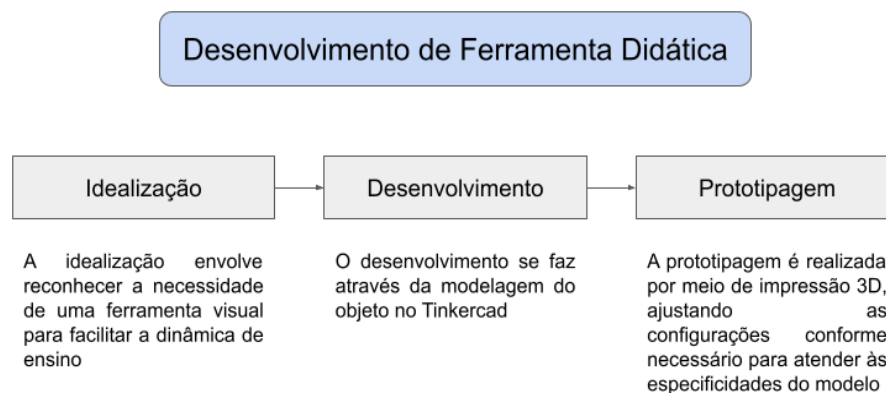 Desenvolvimento de Ferramenta Didática
Idealização
Desenvolvimento
Prototipagem
A idealização envolve
reconhecer a necessidade
de uma ferramenta visual
para facilitar a dinâmica de
ensino
O desenvolvimento se faz
através da modelagem do
objeto no Tinkercad
A prototipagem é realizada
por meio de impressão 3D,
ajustando as
configurações conforme
necessário para atender às
especificidades do modelo